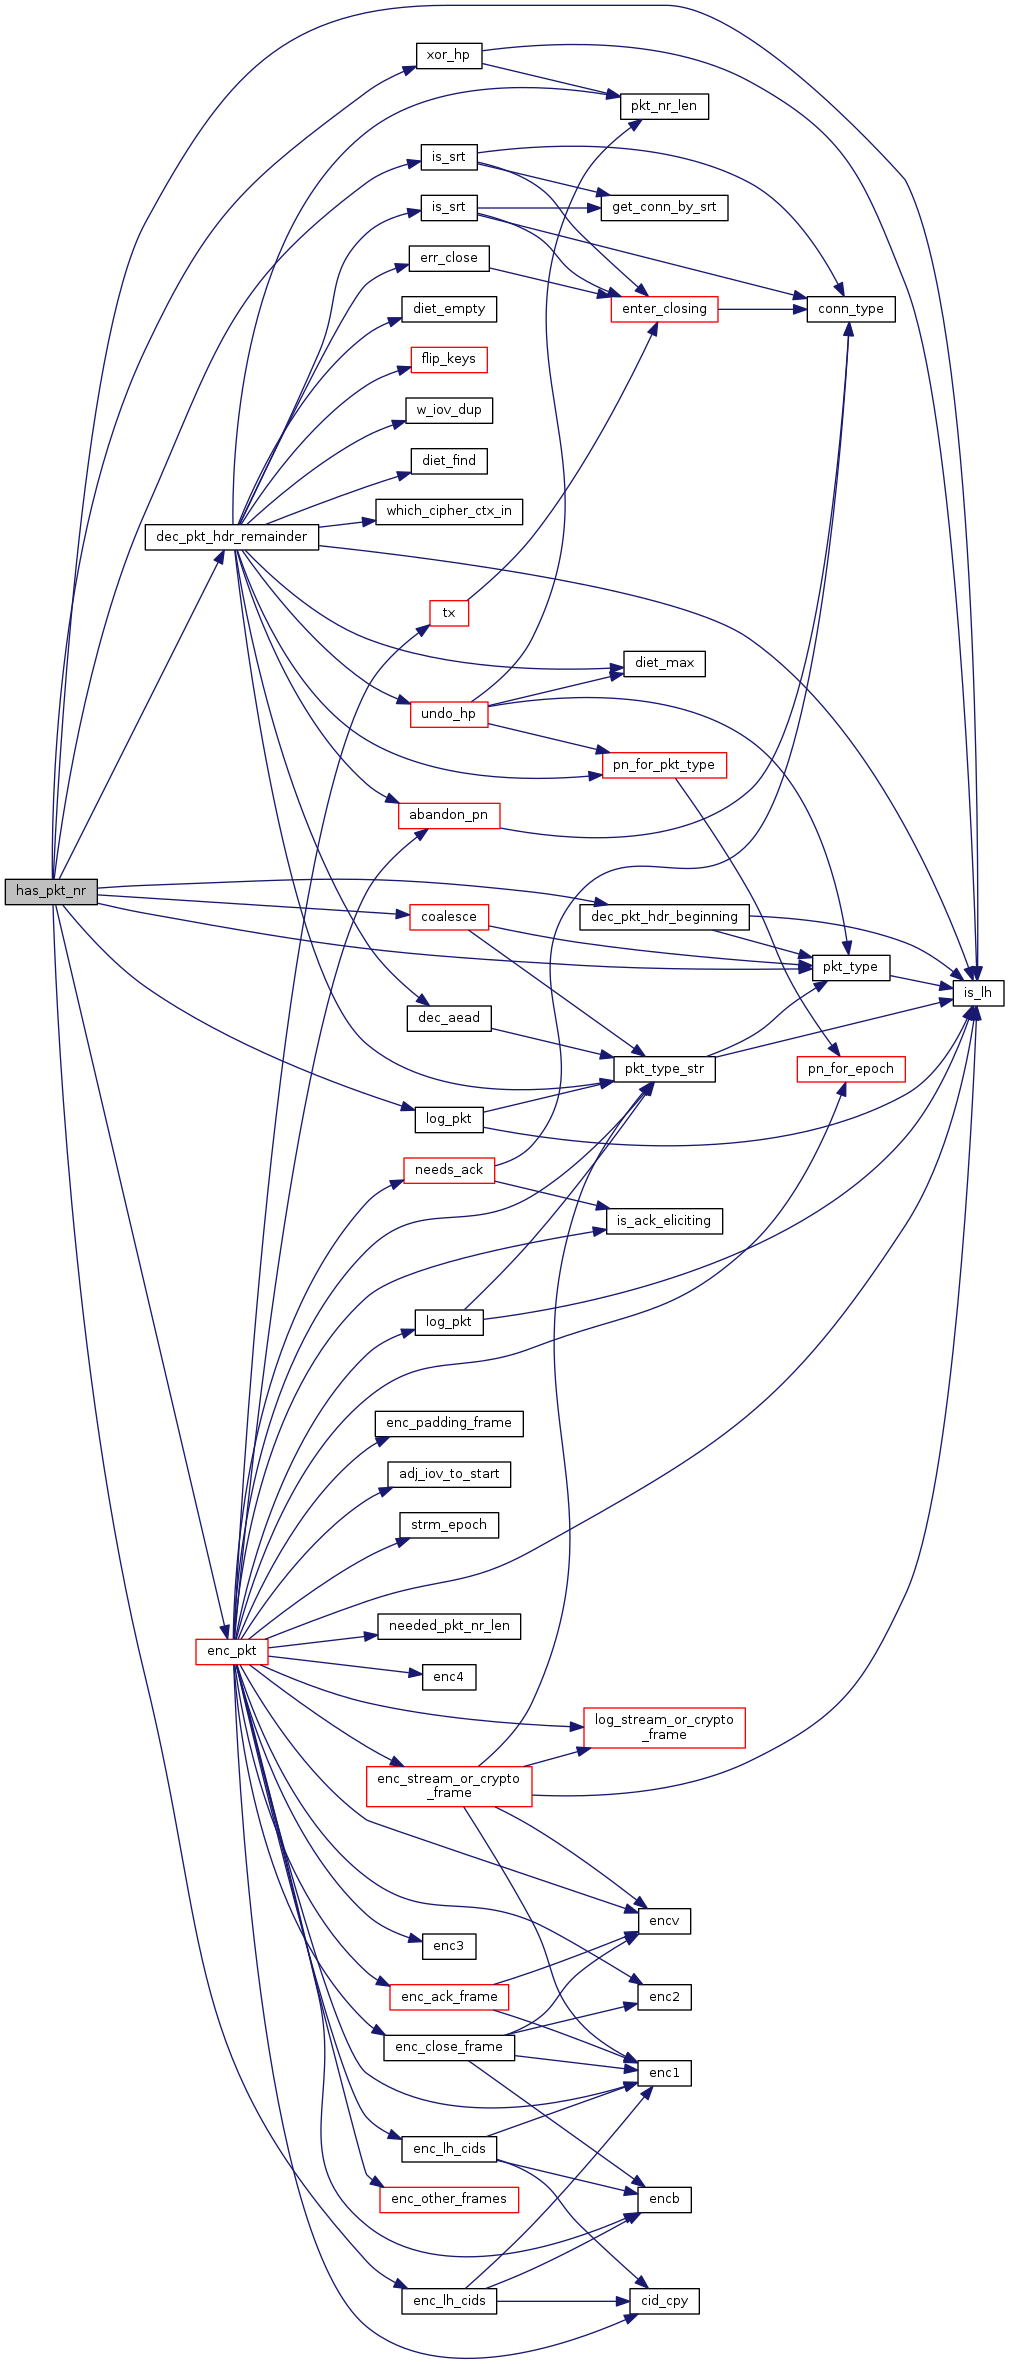 xor_hp
pkt_nr_len
is_srt
get_conn_by_srt
is_srt
err_close
diet_empty
enter_closing
conn_type
flip_keys
w_iov_dup
diet_find
which_cipher_ctx_in
dec_pkt_hdr_remainder
tx
diet_max
undo_hp
pn_for_pkt_type
abandon_pn
has_pkt_nr
coalesce
dec_pkt_hdr_beginning
pkt_type
is_lh
dec_aead
pkt_type_str
pn_for_epoch
log_pkt
needs_ack
is_ack_eliciting
log_pkt
enc_padding_frame
adj_iov_to_start
strm_epoch
needed_pkt_nr_len
enc_pkt
enc4
log_stream_or_crypto
_frame
enc_stream_or_crypto
_frame
encv
enc3
enc_ack_frame
enc2
enc_close_frame
enc1
enc_lh_cids
enc_other_frames
encb
enc_lh_cids
cid_cpy